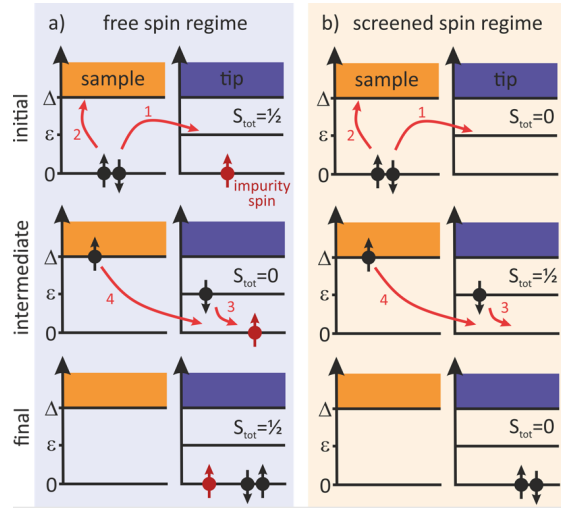 a) free spin regime
b) screened spin regime
initial
sample
tip
Δ
ε
0
1
2
S_tot=½
impurity
spin
sample
tip
Δ
ε
0
1
2
S_tot=0
intermediate
Δ
ε
0
4
3
S_tot=0
Δ
ε
0
4
3
S_tot=½
final
Δ
ε
0
S_tot=½
Δ
ε
0
S_tot=0